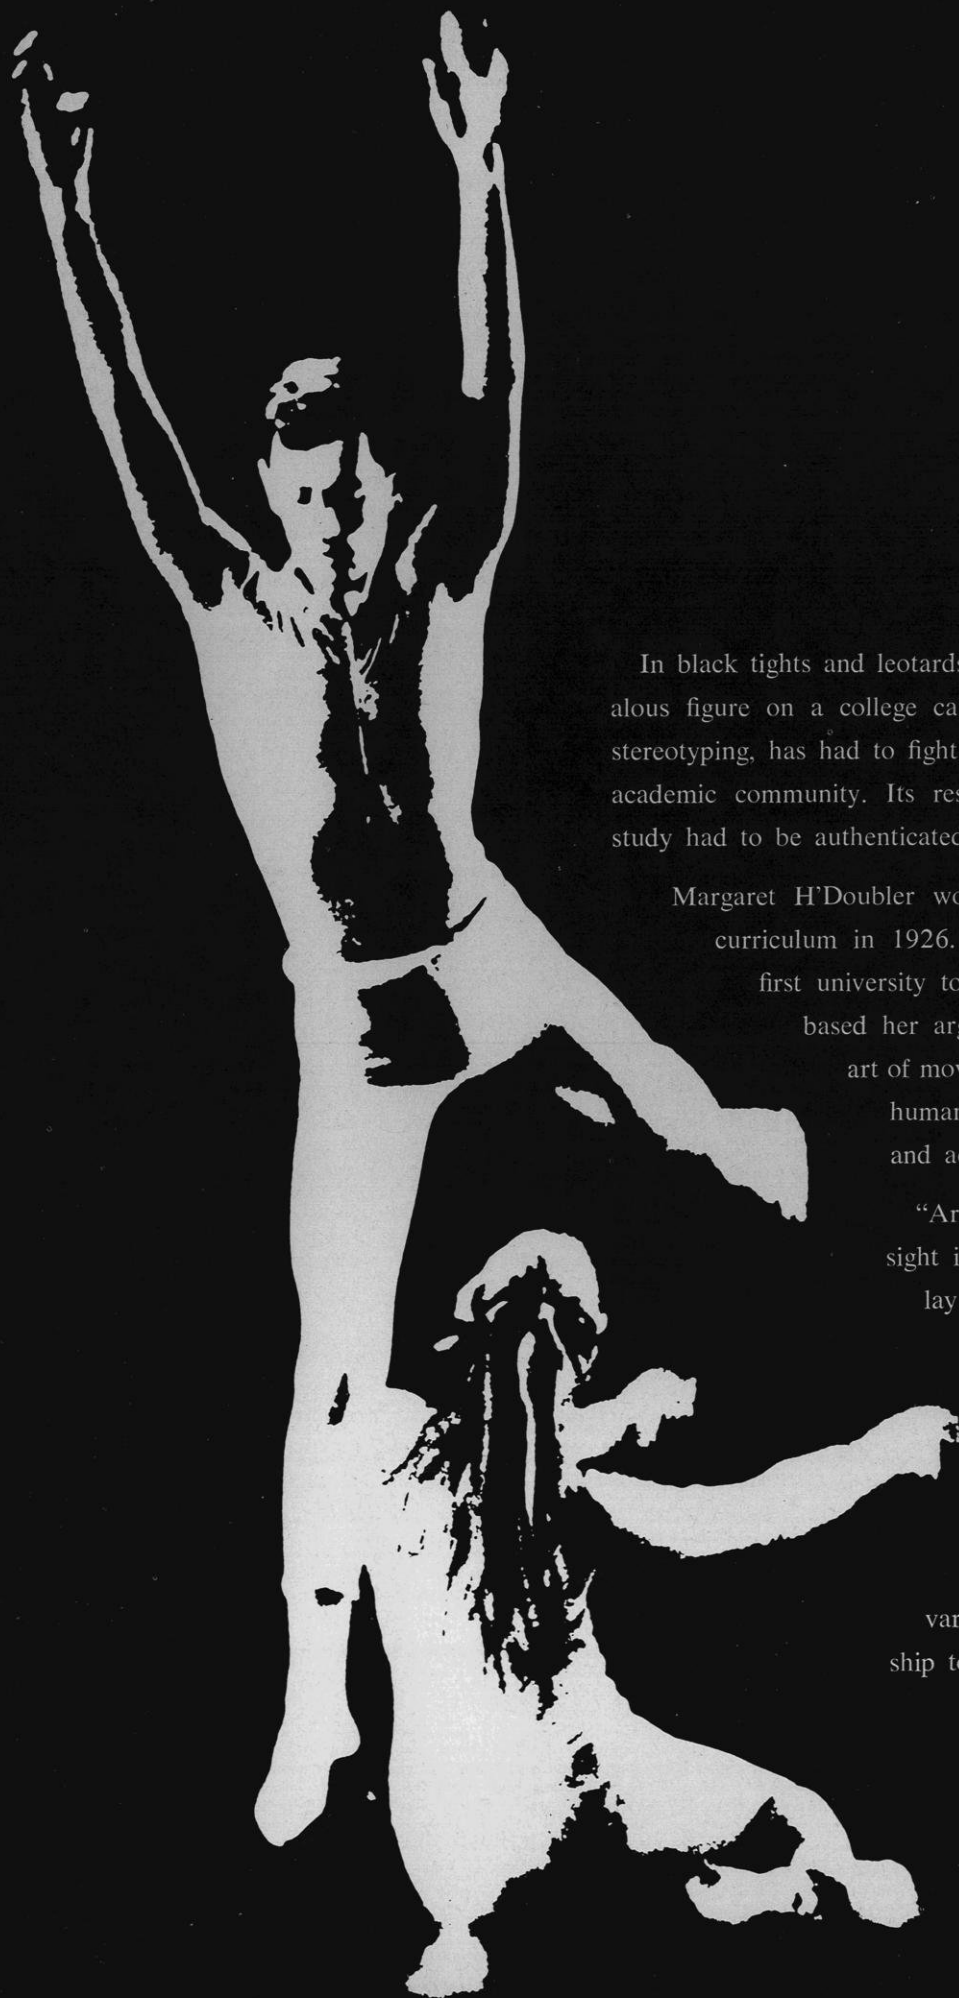 In black tights and leotards
alous figure on a college ca
stereotyping, has had to fight
academic community. Its res
study had to be authenticated
Margaret H'Doubler wo
curriculum in 1926.
first university to
based her arg
art of mov
human
and a
"Ar
sight i
lay
var
ship to